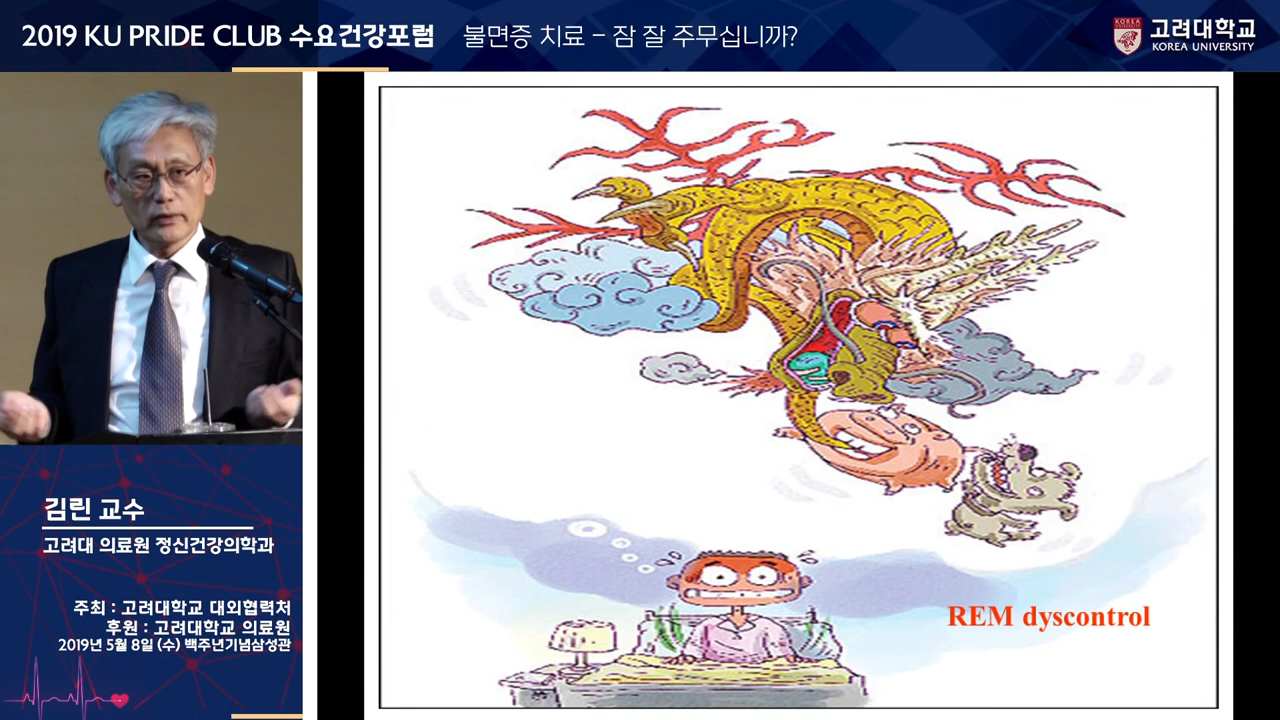 2019 KU PRIDE CLUB 수요건강포럼 불면증 치료 - 잠 잘 주무십니까?
KOREA
고려대학교
KOREA UNIVERSITY
REM dyscontrol
김린 교수
고려대 의료원 정신건강의학과
주최 : 고려대학교 대외협력처
후원 : 고려대학교 의료원
2019년 5월 8일 (수) 백주년기념삼성관